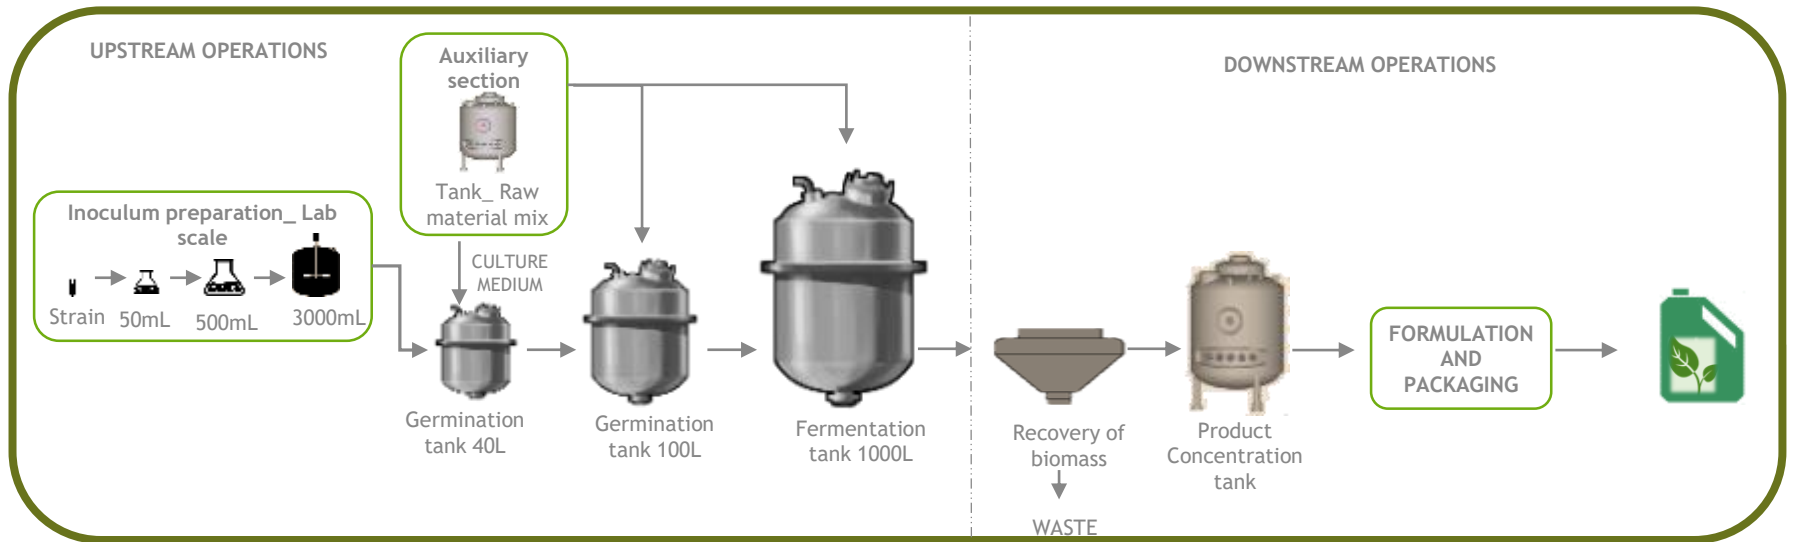 UPSTREAM OPERATIONS
Auxiliary
section
Tank_ Raw
material mix
Inoculum preparation_ Lab
scale
Strain
50mL
500mL
3000mL
CULTURE
MEDIUM
Germination
tank 40L
Germination
tank 100L
Fermentation
tank 1000L
DOWNSTREAM OPERATIONS
Recovery of
biomass
WASTE
Product
Concentration
tank
FORMULATION
AND
PACKAGING